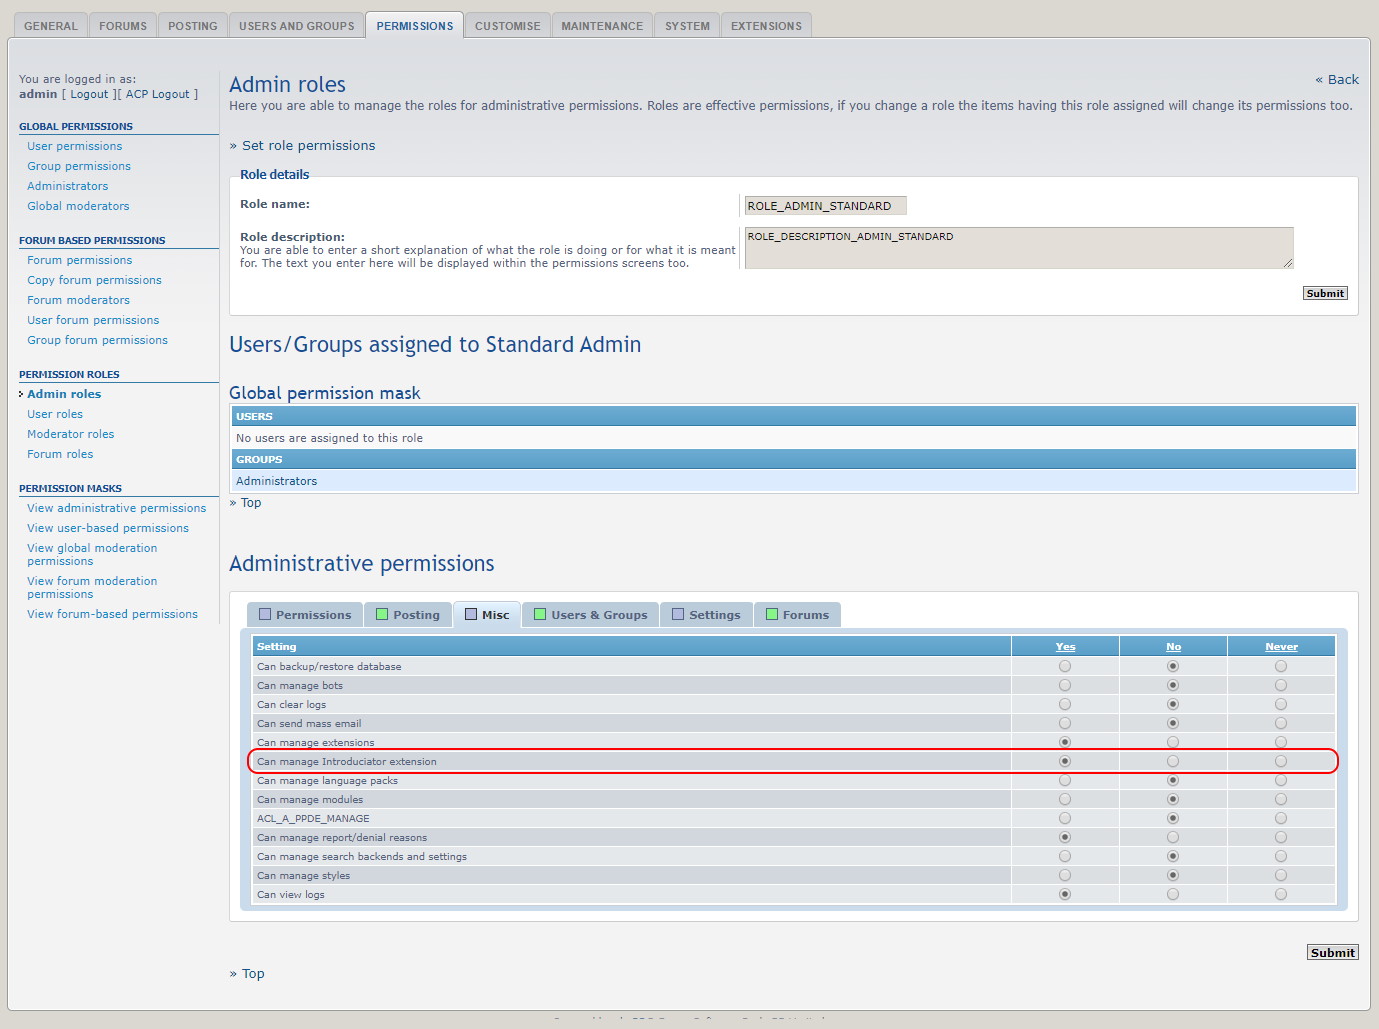 GENERAL FORUMS POSTING USERS AND GROUPS PERMISSIONS CUSTOMISE MAINTENANCE SYSTEM EXTENSIONS
You are logged in as:
admin [ Logout ][ ACP Logout ]
GLOBAL PERMISSIONS
User permissions
Group permissions
Administrators
Global moderators
FORUM BASED PERMISSIONS
Forum permissions
Copy forum permissions
Forum moderators
User forum permissions
Group forum permissions
PERMISSION ROLES
Admin roles
User roles
Moderator roles
Forum roles
PERMISSION MASKS
View administrative permissions
View user-based permissions
View global moderation
permissions
View forum moderation
permissions
View forum-based permissions
« Back
Admin roles
Here you are able to manage the roles for administrative permissions. Roles are effective permissions, if you change a role the items having this role assigned will change its permissions too.
» Set role permissions
Role details
Role name: ROLE_ADMIN_STANDARD
Role description: ROLE_DESCRIPTION_ADMIN_STANDARD
You are able to enter a short explanation of what the role is doing or for what it is meant
for. The text you enter here will be displayed within the permissions screens too.
Submit
Users/Groups assigned to Standard Admin
Global permission mask
USERS
No users are assigned to this role
GROUPS
Administrators
» Top
Administrative permissions
Permissions Posting Misc Users & Groups Settings Forums
Setting Yes No Never
Can backup/restore database
Can manage bots
Can clear logs
Can send mass email
Can manage extensions
Can manage Introduciator extension
Can manage language packs
Can manage modules
ACL_A_PPDE_MANAGE
Can manage report/denial reasons
Can manage search backends and settings
Can manage styles
Can view logs
Submit
» Top